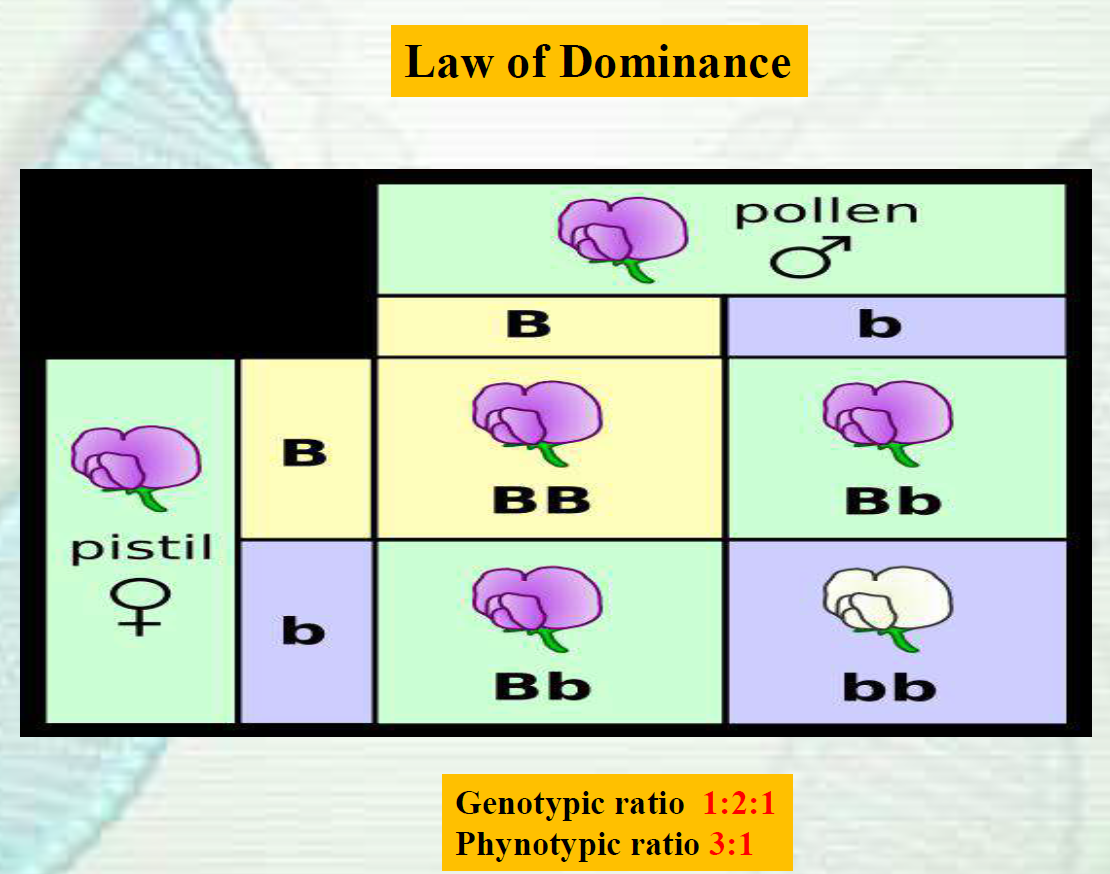 Law of Dominance
pollen
♂
B b
B
BB Bb
pistil
♀
b
Bb bb
Genotypic ratio 1:2:1
Phynotypic ratio 3:1